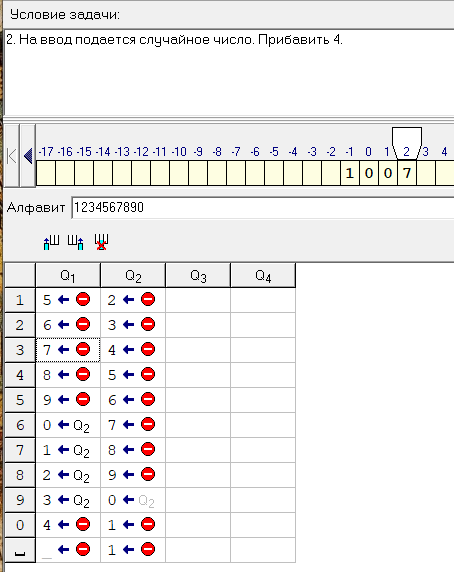 Условие задачи:
2. На ввод подается случайное число. Прибавить 4.
-17 -16 -15 -14 -13 -12 -11 -10 -9 -8 -7 -6 -5 -4 -3 -2 -1 0 1 2 3 4
1 0 0 7
Алфавит 1234567890
Q1 Q2 Q3 Q4
1 5 ← 2 ←
2 6 ← 3 ←
3 7 ← 4 ←
4 8 ← 5 ←
5 9 ← 6 ←
6 0 ← Q2 7 ←
7 1 ← Q2 8 ←
8 2 ← Q2 9 ←
9 3 ← Q2 0 ← Q2
0 4 ← 1 ←
⎵ _ ← 1 ←